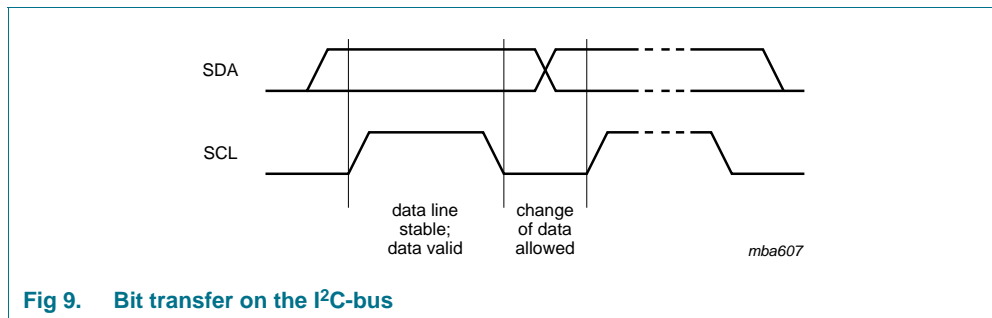 SDA
SCL
data line
stable;
data valid
change
of data
allowed
mba607
Fig 9. Bit transfer on the I²C-bus